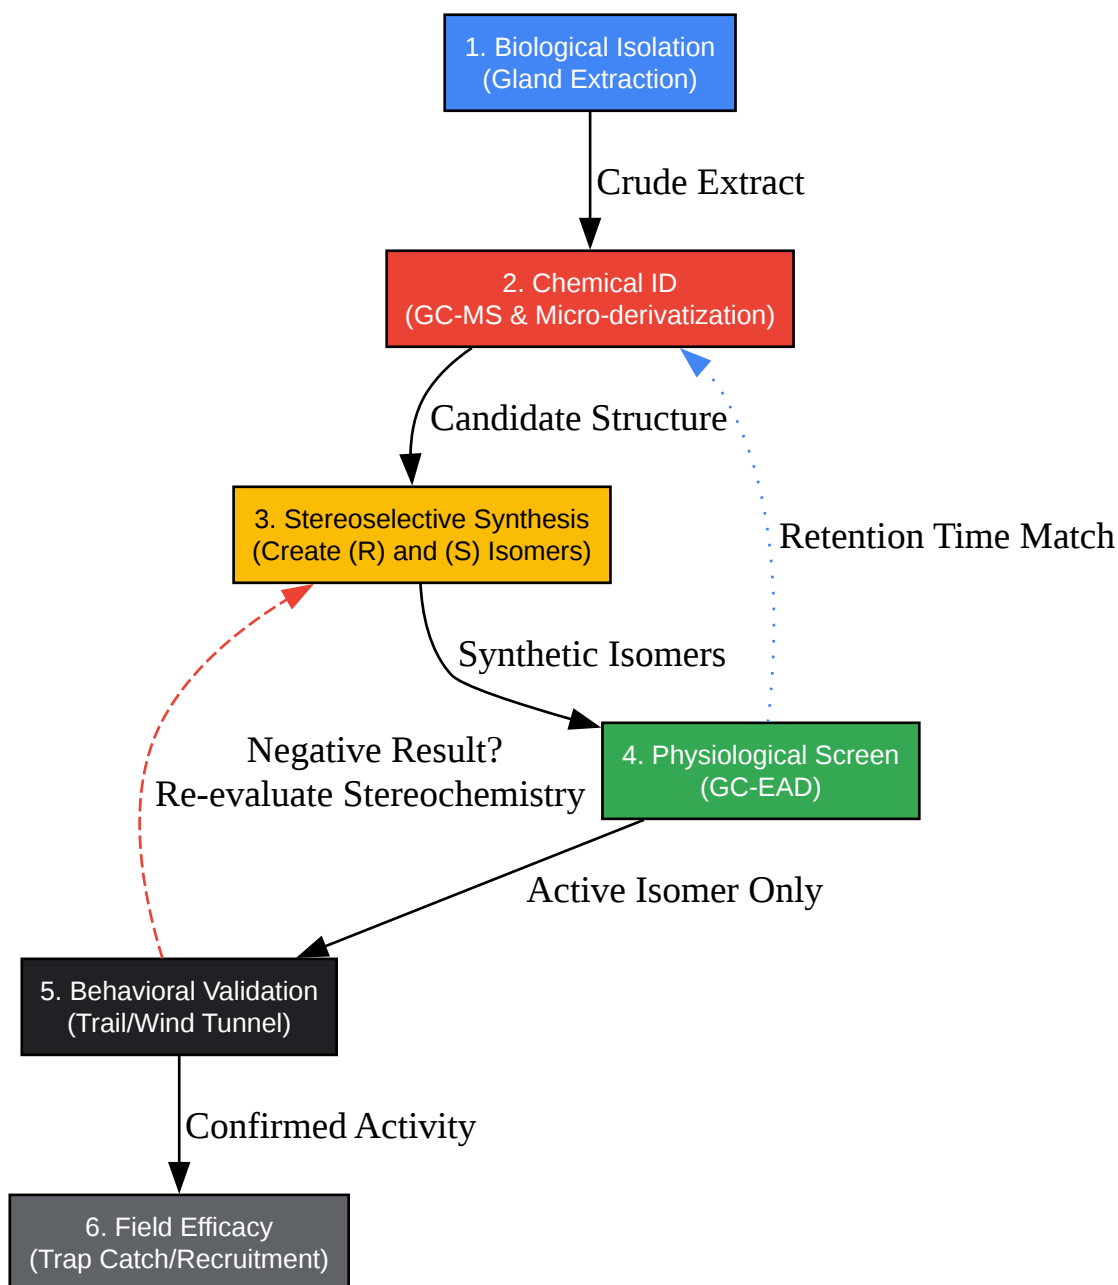 1. Biological Isolation
(Gland Extraction)
Crude Extract
2. Chemical ID
(GC-MS & Micro-derivatization)
Candidate Structure
3. Stereoselective Synthesis
(Create (R) and (S) Isomers)
Retention Time Match
Synthetic Isomers
Negative Result?
Re-evaluate Stereochemistry
4. Physiological Screen
(GC-EAD)
Active Isomer Only
5. Behavioral Validation
(Trail/Wind Tunnel)
Confirmed Activity
6. Field Efficacy
(Trap Catch/Recruitment)